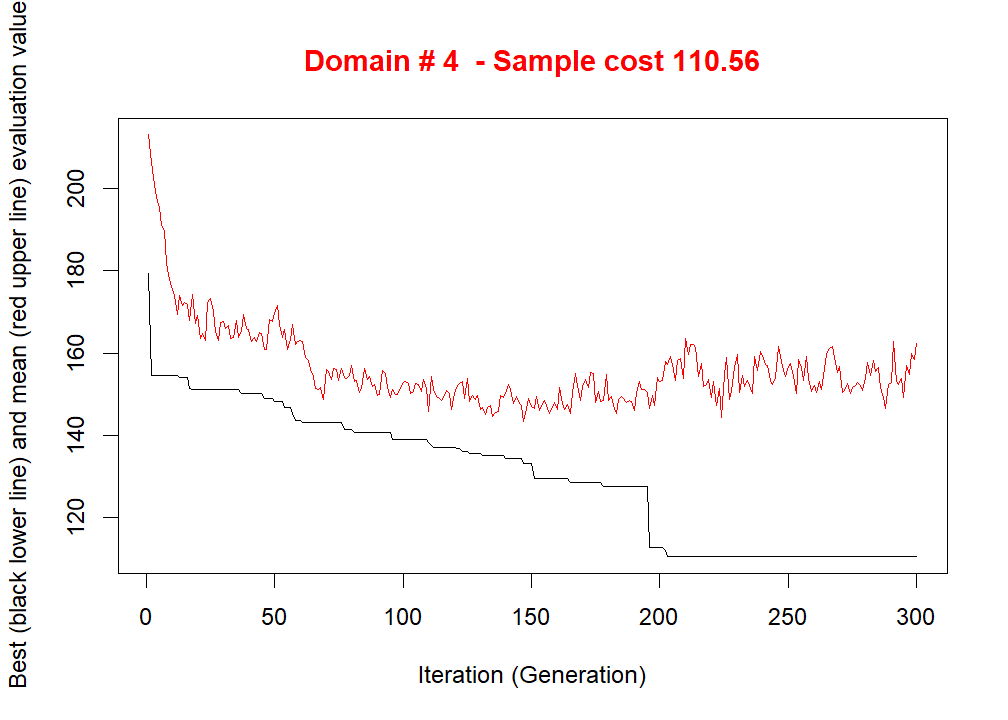 Domain # 4  - Sample cost 110.56
Best (black lower line) and mean (red upper line) evaluation value
200
180
160
140
120
0 50 100 150 200 250 300
Iteration (Generation)